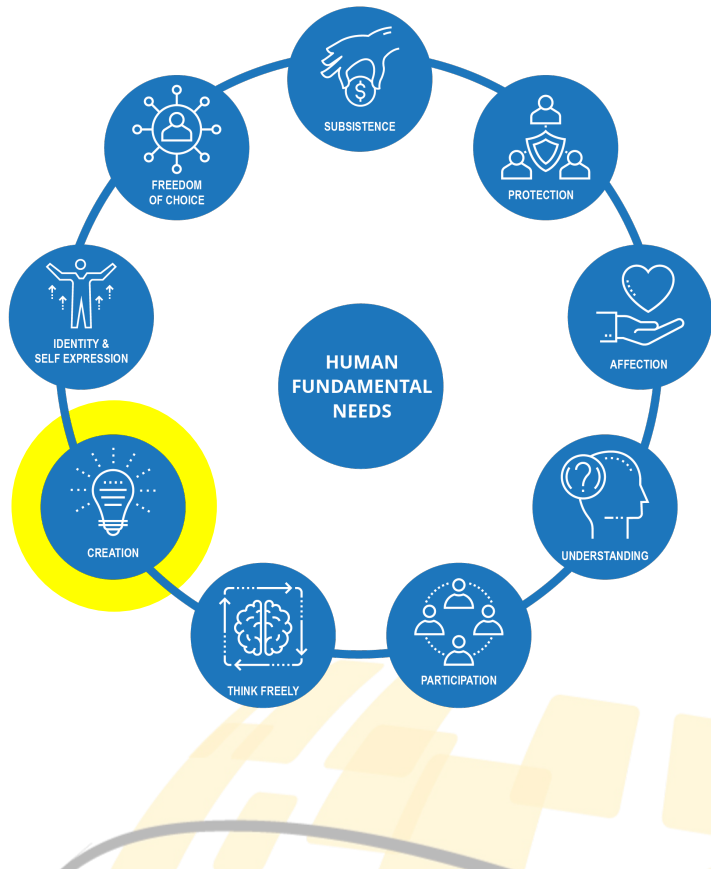 SUBSISTENCE
PROTECTION
AFFECTION
UNDERSTANDING
PARTICIPATION
THINK FREELY
CREATION
IDENTITY &
SELF EXPRESSION
FREEDOM
OF CHOICE
HUMAN
FUNDAMENTAL
NEEDS
$
?